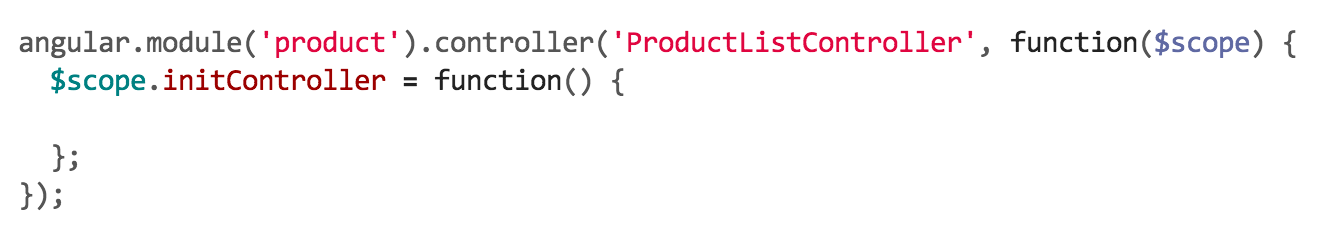 angular.module('product').controller('ProductListController', function($scope) {
  $scope.initController = function() {

  };
});